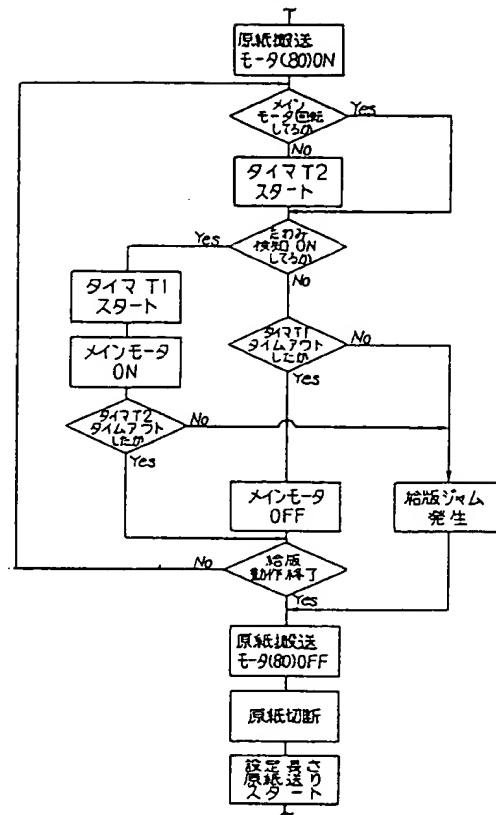 原紙搬送
モータ(80)ON
メイン
モータ回転
してるか
Yes
No
タイマT2
スタート
たわみ
検知ON
してるか
Yes
No
タイマT1
スタート
メインモータ
ON
タイマT1
タイムアウト
したか
No
Yes
タイマT2
タイムアウト
したか
No
Yes
メインモータ
OFF
給版ジャム
発生
給版
動作終了
No
Yes
原紙搬送
モータ(80)OFF
原紙切断
設定長さ
原紙送り
スタート